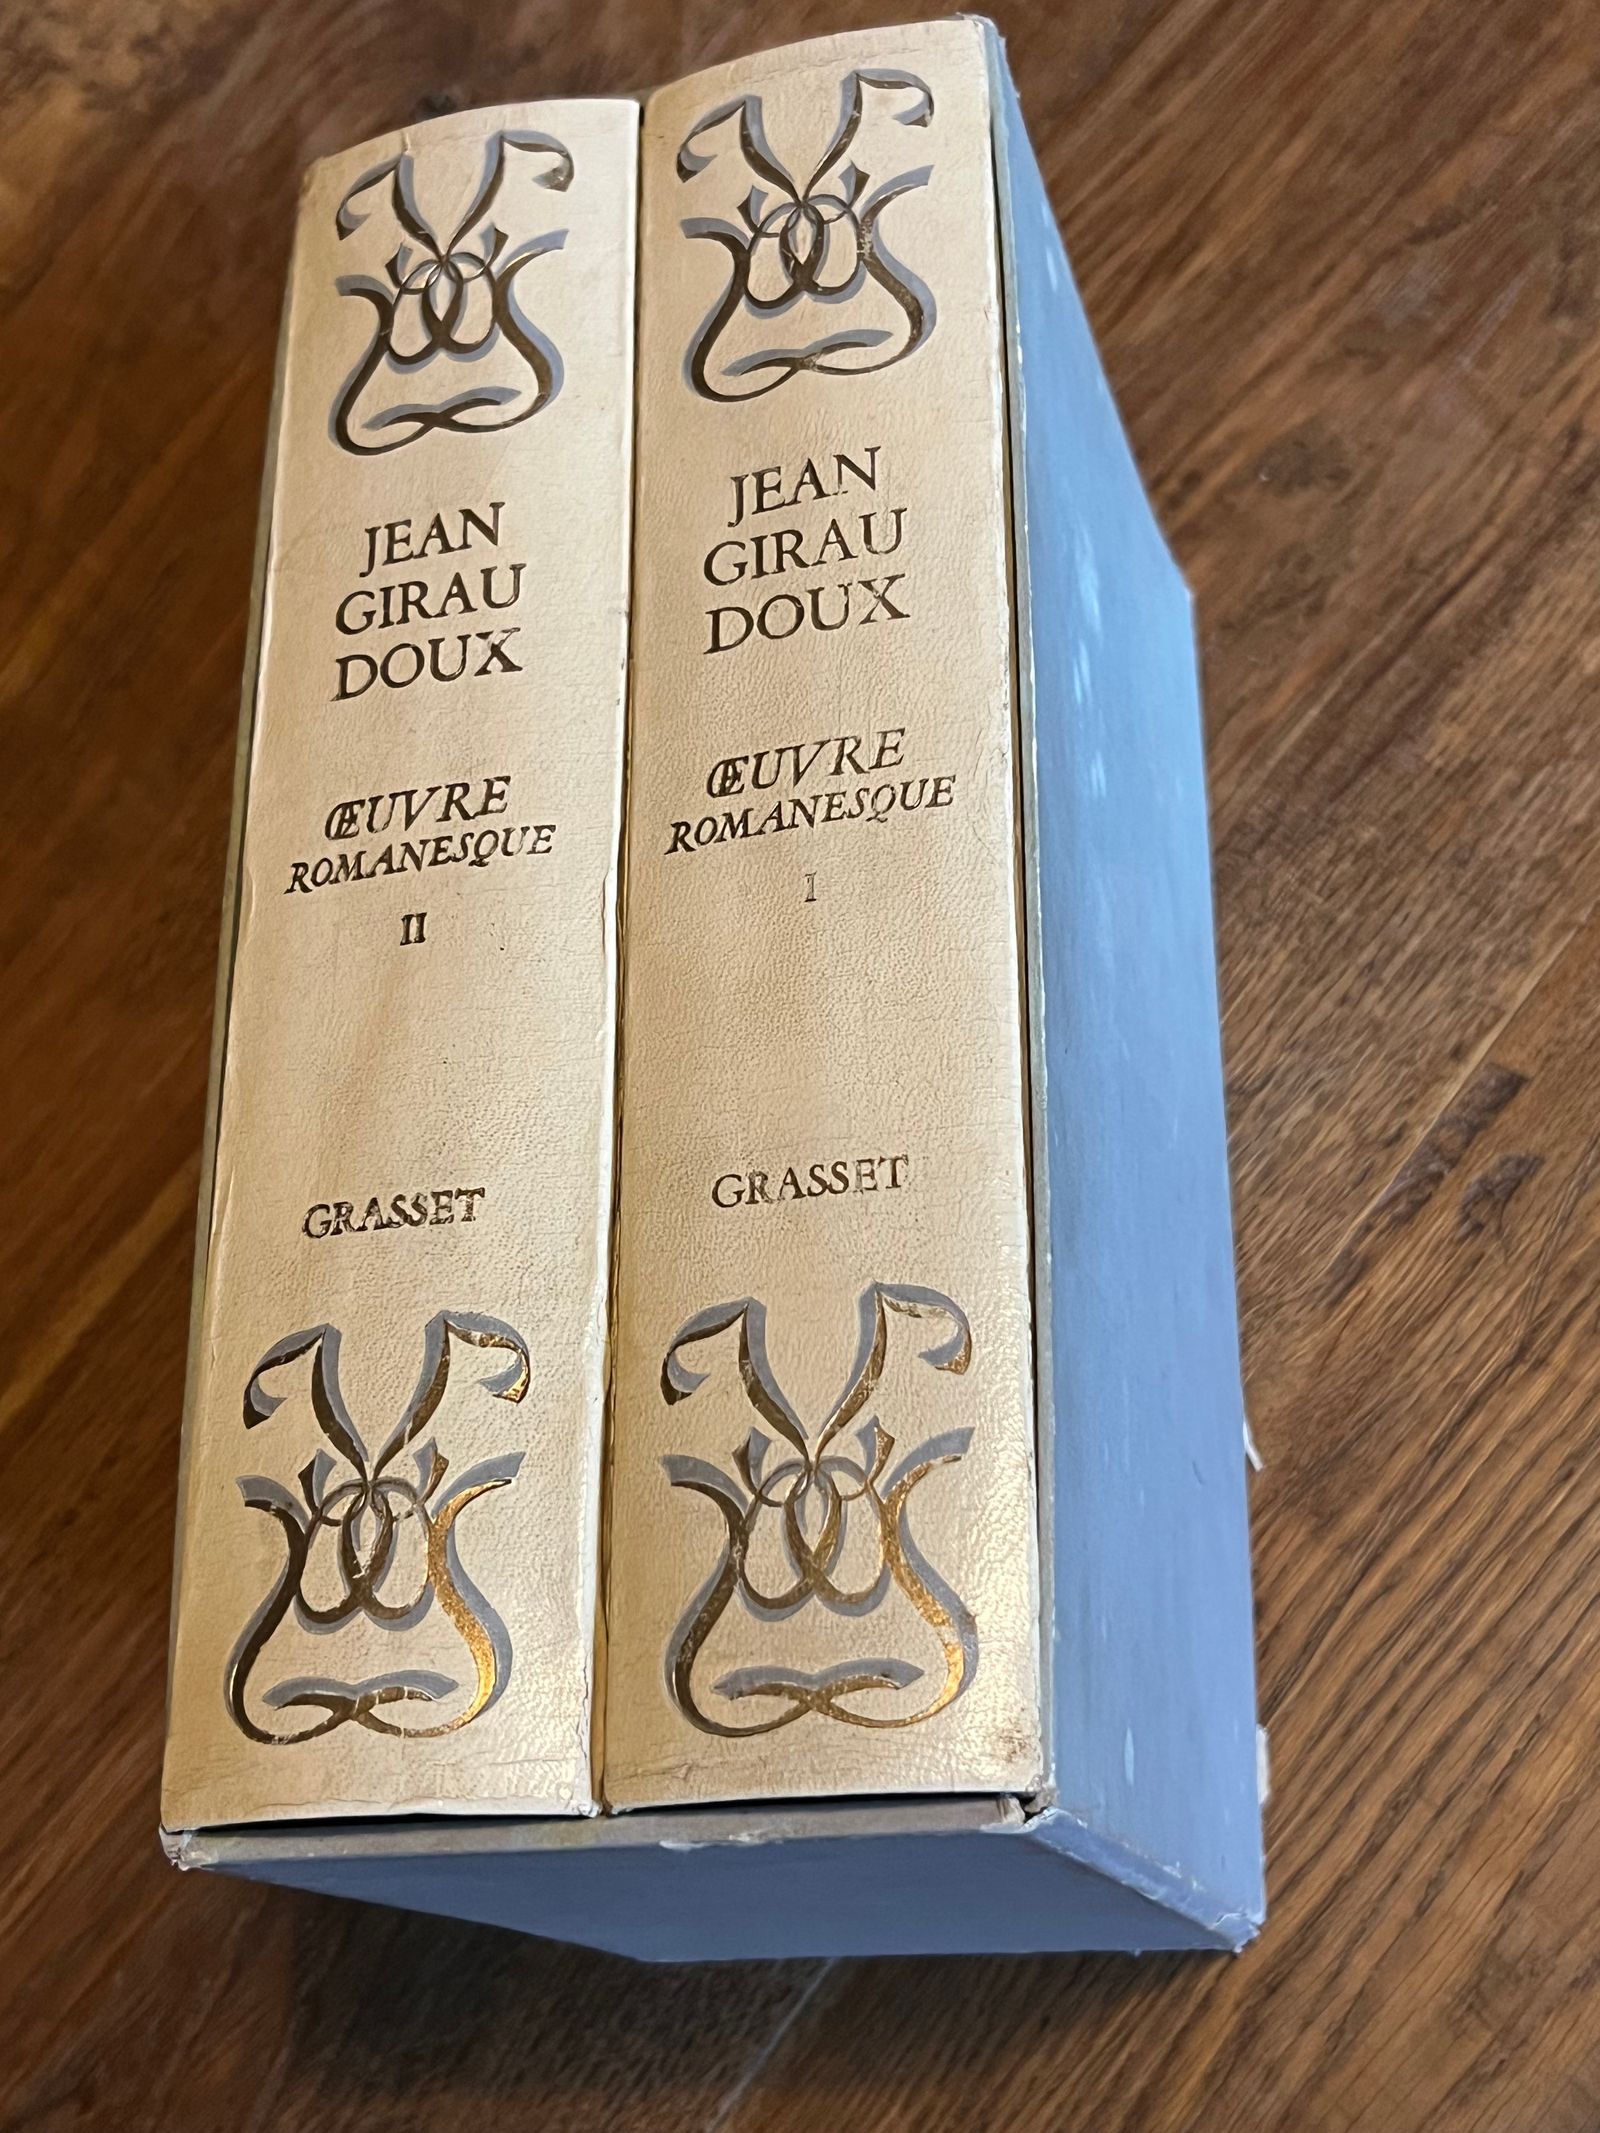 JEAN
GIRAU
DOUX
ŒUVRE
ROMANESQUE
II
GRASSET
JEAN
GIRAU
DOUX
ŒUVRE
ROMANESQUE
I
GRASSET